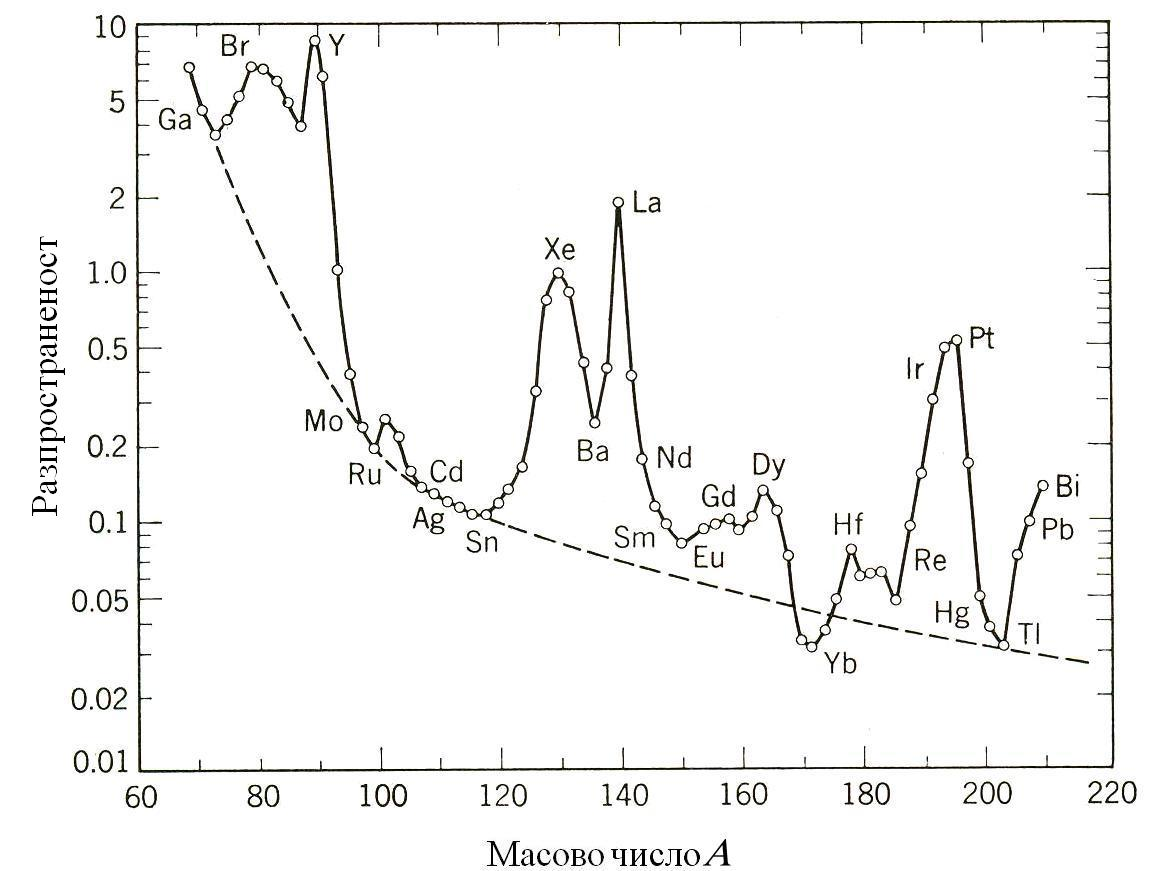 Разпространеност
10
5
2
1.0
0.5
0.2
0.1
0.05
0.02
0.01
Ga
Br
Y
Mo
Ru
Ag
Cd
Sn
Xe
Ba
La
Nd
Sm
Eu
Gd
Dy
Yb
Hf
Re
Ir
Pt
Hg
Tl
Pb
Bi
60 80 100 120 140 160 180 200 220
Масово число A